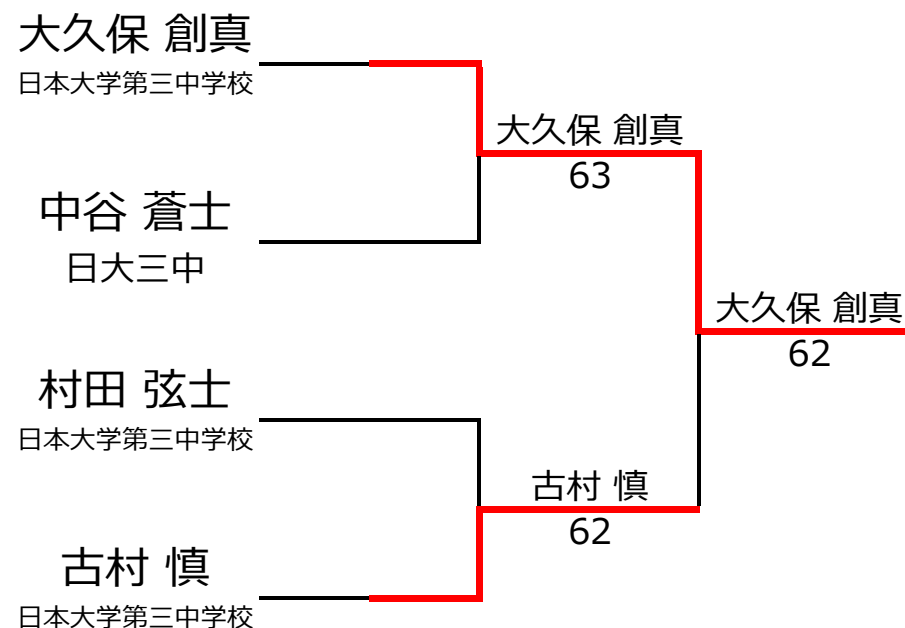 大久保 創真
日本大学第三中学校
中谷 蒼士
日大三中
村田 弦士
日本大学第三中学校
古村 慎
日本大学第三中学校
大久保 創真
63
古村 慎
62
大久保 創真
62